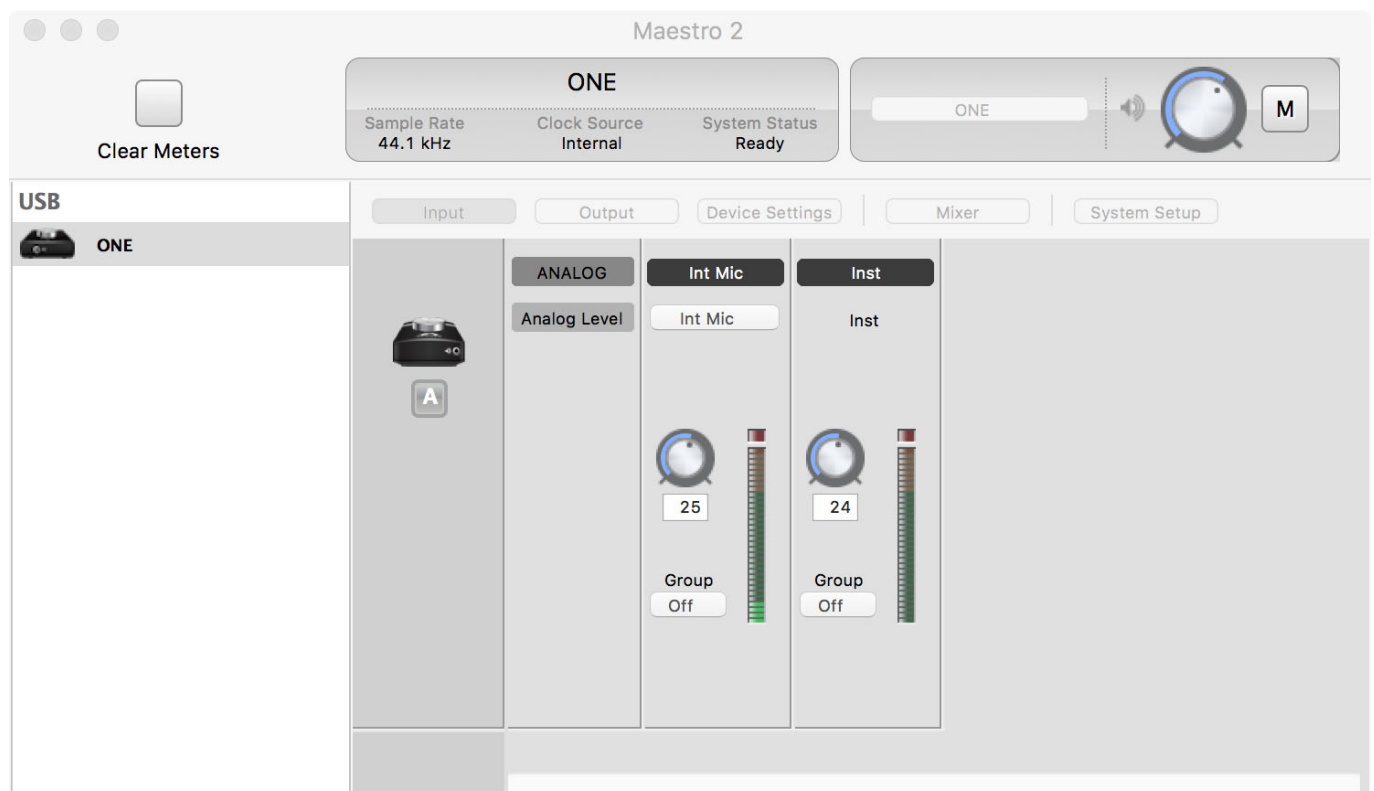 Maestro 2
Clear Meters
ONE
Sample Rate Clock Source System Status
44.1 kHz Internal Ready
ONE
M
USB
ONE
Input Output Device Settings Mixer System Setup
A
ANALOG Int Mic Inst
Analog Level Int Mic Inst
25 24
Group Group
Off Off